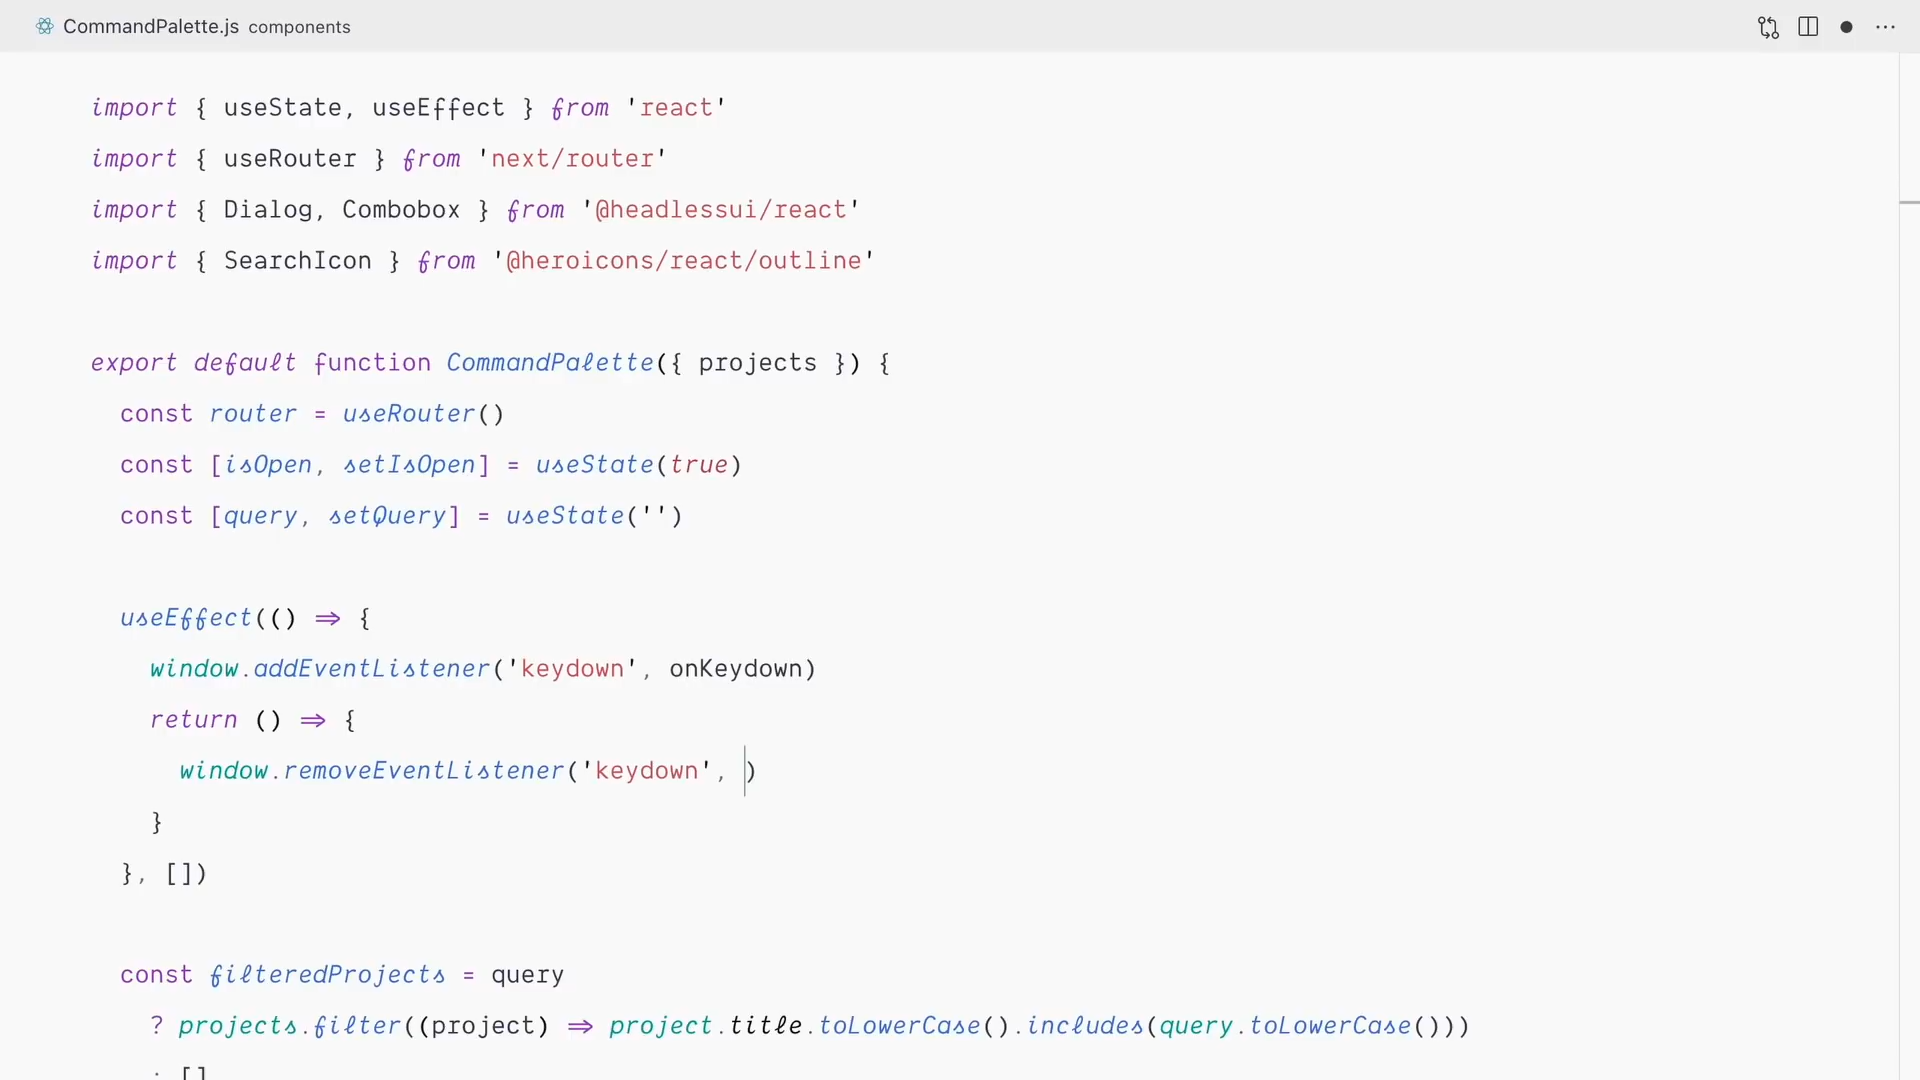 CommandPalette.js components
import { useState, useEffect } from 'react'
import { useRouter } from 'next/router'
import { Dialog, Combobox } from '@headlessui/react'
import { SearchIcon } from '@heroicons/react/outline'
export default function CommandPalette({ projects }) {
const router = useRouter()
const [isOpen, setIsOpen] = useState(true)
const [query, setQuery] = useState('')
useEffect(() => {
window.addEventListener('keydown', onKeydown)
return () => {
window.removeEventListener('keydown', )
}
}, [])
const filteredProjects = query
? projects.filter((project) => project.title.toLowerCase().includes(query.toLowerCase()))
: []